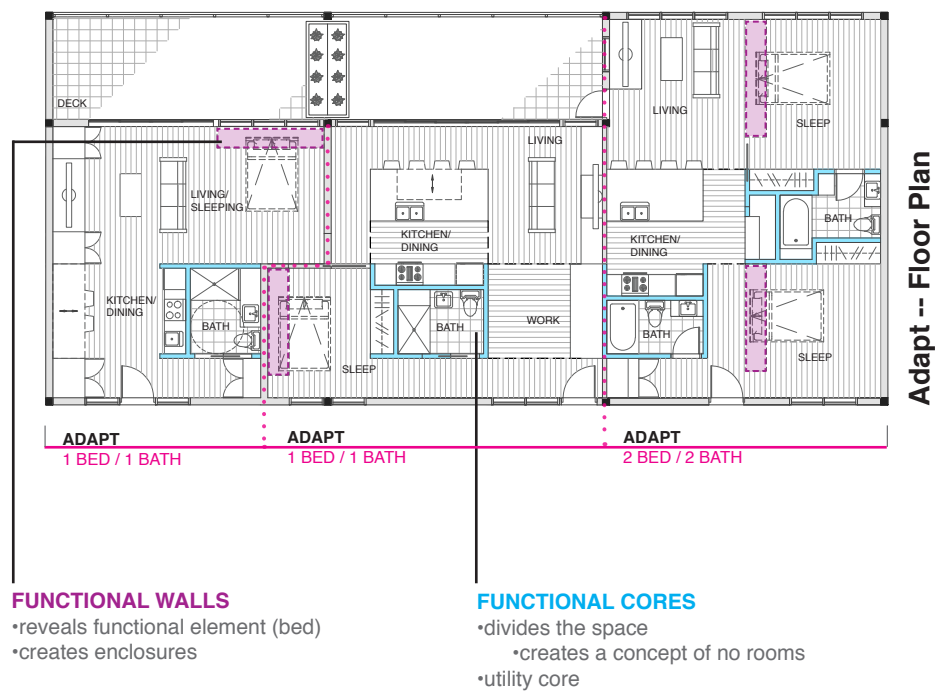 DECK
LIVING
SLEEP
LIVING
LIVING/
SLEEPING
BATH
KITCHEN/
DINING
KITCHEN/
DINING
KITCHEN/
DINING
BATH
BATH
WORK
BATH
SLEEP
SLEEP
Adapt -- Floor Plan
ADAPT
1 BED / 1 BATH
ADAPT
1 BED / 1 BATH
ADAPT
2 BED / 2 BATH
FUNCTIONAL WALLS
•reveals functional element (bed)
•creates enclosures
FUNCTIONAL CORES
•divides the space
•creates a concept of no rooms
•utility core